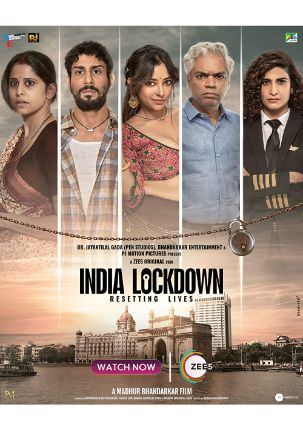 DR. JAYANTILAL GADA (PEN STUDIOS), BHANDARKAR ENTERTAINMENT &
PJ MOTION PICTURES PRESENT
A ZEE5 ORIGINAL FILM
INDIA LOCKDOWN
RESETTING LIVES
WATCH NOW
ZEE5
A MADHUR BHANDARKAR FILM